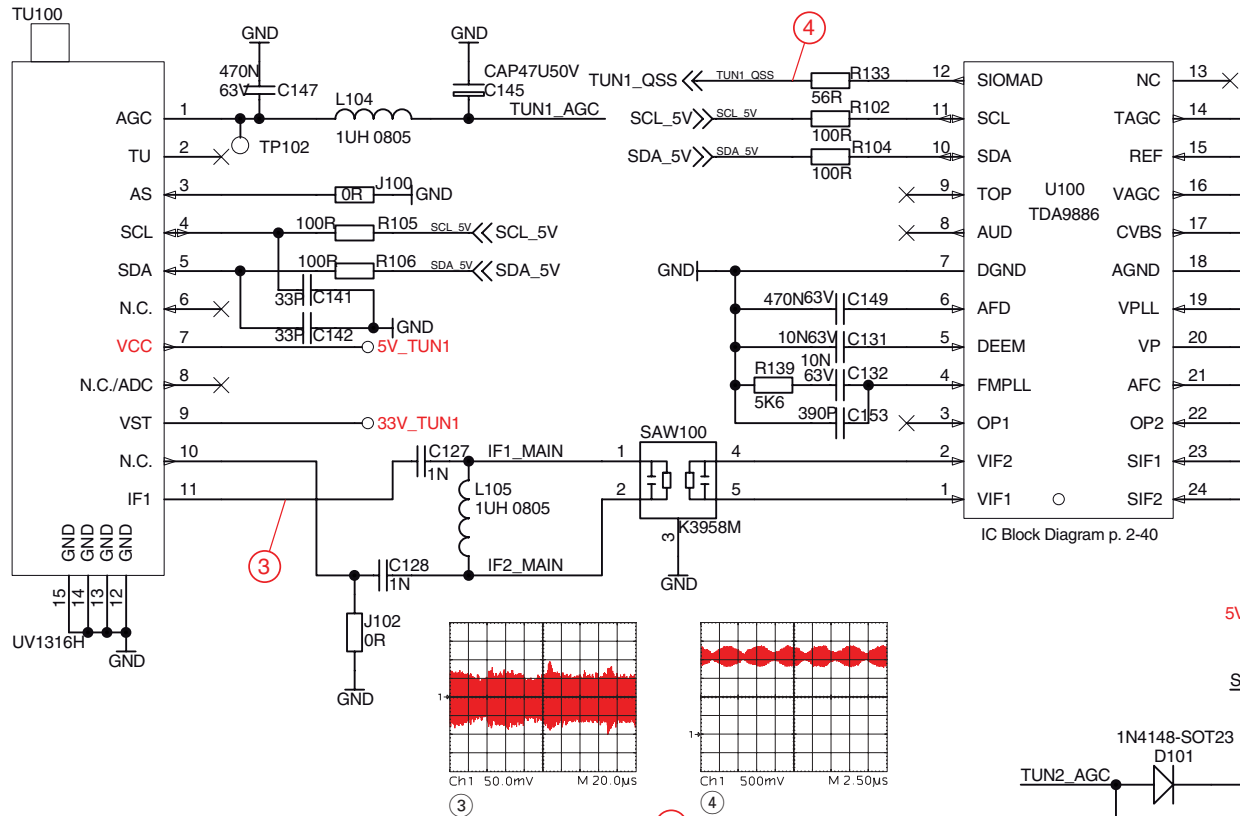 TU100
GND
470N
63V
C147
L104
1UH 0805
GND
CAP47U50V
C145
TUN1_AGC
TP102
AGC
1
TU
2
AS
3
0R
J100
GND
SCL
4
100R
R105
SCL_5V
SCL_5V
SDA
5
100R
R106
SDA_5V
SDA_5V
33P
C141
33P
C142
GND
N.C.
6
VCC
7
5V_TUN1
N.C./ADC
8
VST
9
33V_TUN1
N.C.
10
IF1
11
GND
GND
GND
GND
15
14
13
12
UV1316H
GND
3
C127
1N
IF1_MAIN
L105
1UH 0805
C128
1N
IF2_MAIN
J102
0R
GND
SAW100
1
2
3
4
5
K3958M
GND
4
TUN1_QSS
TUN1_QSS
R133
56R
12
SIOMAD
SCL_5V
SCL_5V
R102
100R
11
SCL
SDA_5V
SDA_5V
R104
100R
10
SDA
9
TOP
8
AUD
GND
7
DGND
470N
63V
C149
6
AFD
10N
63V
C131
5
DEEM
R139
5K6
10N
63V
C132
4
FMPLL
390P
C153
3
OP1
2
VIF2
1
VIF1
U100
TDA9886
NC
13
TAGC
14
REF
15
VAGC
16
CVBS
17
AGND
18
VPLL
19
VP
20
AFC
21
OP2
22
SIF1
23
SIF2
24
IC Block Diagram p. 2-40
1
Ch1 50.0mV M 20.0µs
3
1
Ch1 500mV M 2.50µs
4
5V
S
1N4148-SOT23
D101
TUN2_AGC